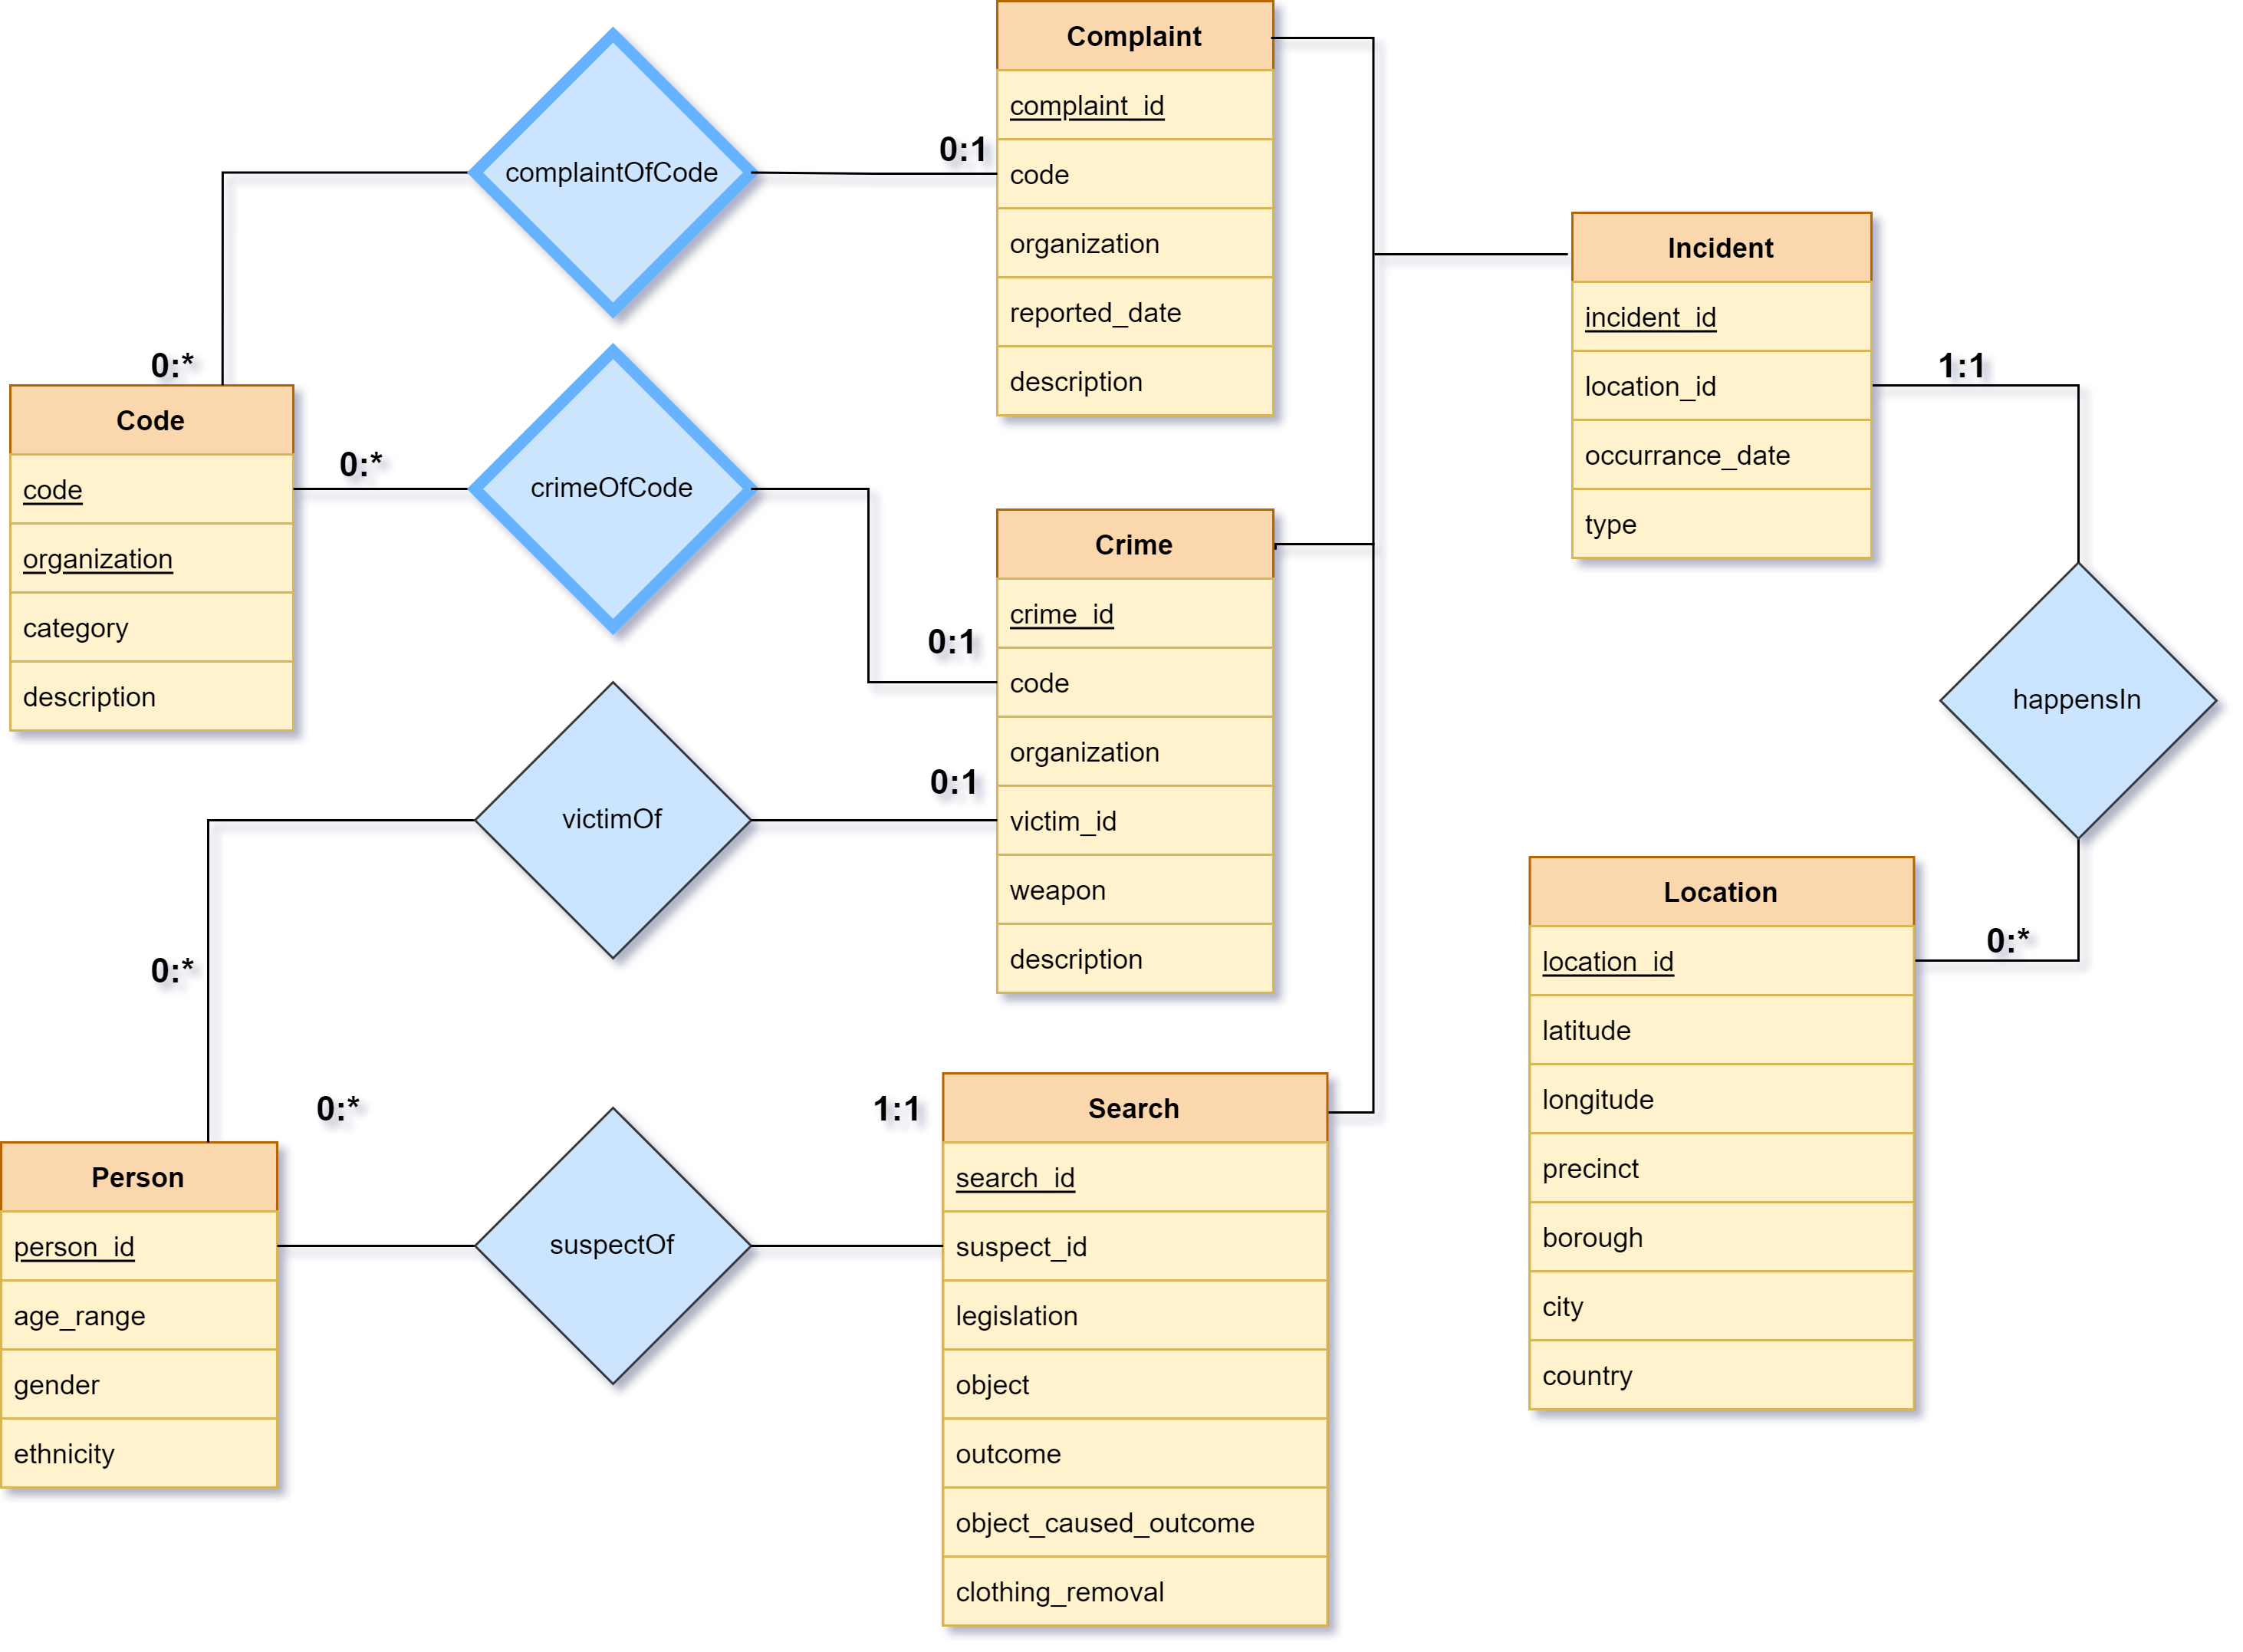 Complaint
complaint_id
code
organization
reported_date
description
complaintOfCode
0:1
0:*
Code
code
organization
category
description
0:*
crimeOfCode
0:1
Crime
crime_id
code
organization
victim_id
weapon
description
victimOf
0:1
0:*
Person
person_id
age_range
gender
ethnicity
0:*
suspectOf
1:1
Search
search_id
suspect_id
legislation
object
outcome
object_caused_outcome
clothing_removal
Incident
incident_id
location_id
occurrance_date
type
1:1
happensIn
0:*
Location
location_id
latitude
longitude
precinct
borough
city
country